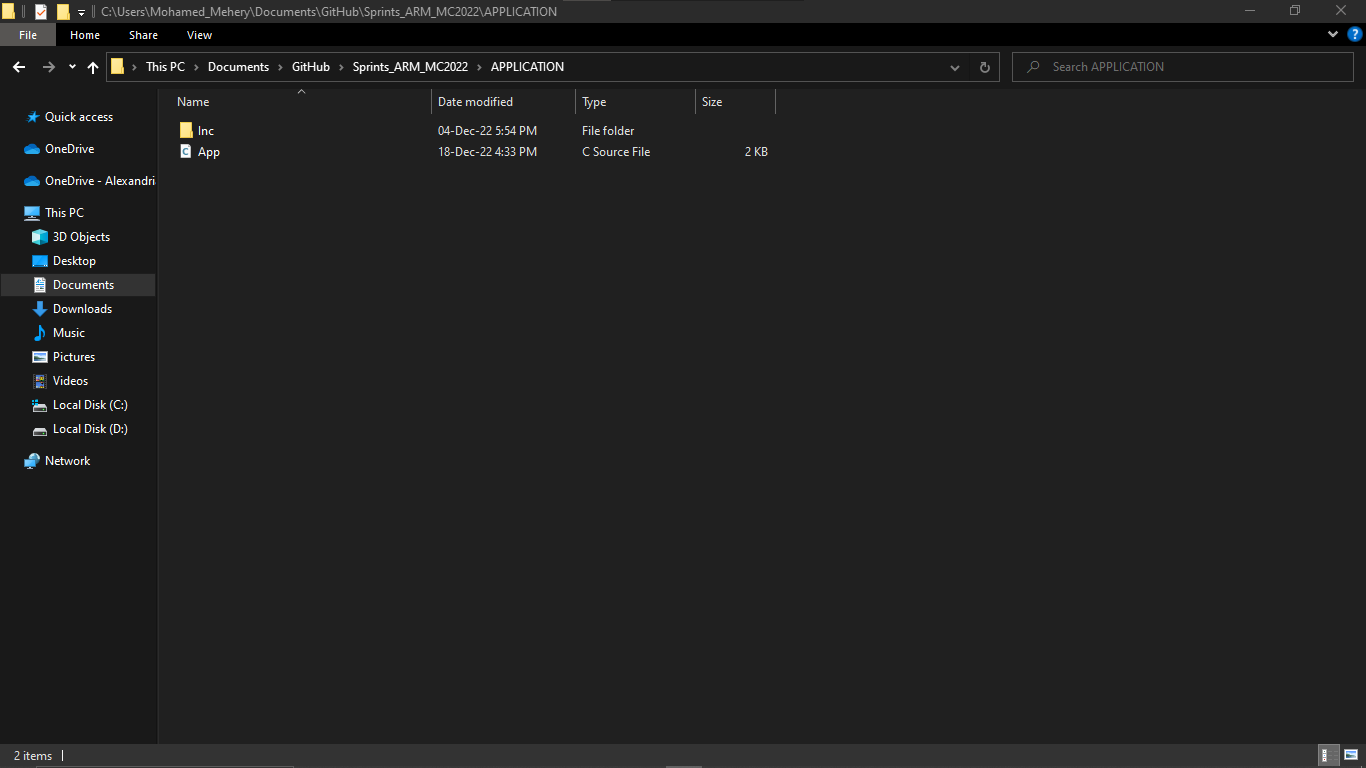 C:\Users\Mohamed_Mehery\Documents\GitHub\Sprints_ARM_MC2022\APPLICATION
File Home Share View
This PC Documents GitHub Sprints_ARM_MC2022 APPLICATION Search APPLICATION
Name Date modified Type Size
Inc 04-Dec-22 5:54 PM File folder
App 18-Dec-22 4:33 PM C Source File 2 KB
Quick access
OneDrive
OneDrive - Alexandri
This PC
3D Objects
Desktop
Documents
Downloads
Music
Pictures
Videos
Local Disk (C:)
Local Disk (D:)
Network
2 items